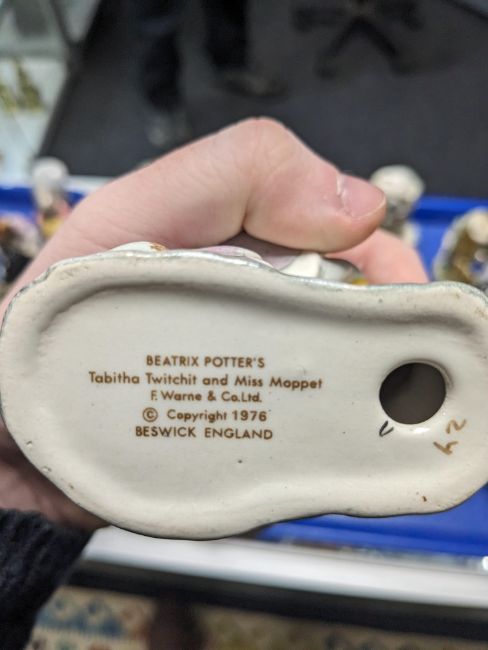 BEATRIX POTTER'S
Tabitha Twitchit and Miss Moppet
F. Warne & Co.Ltd.
© Copyright 1976
BESWICK ENGLAND